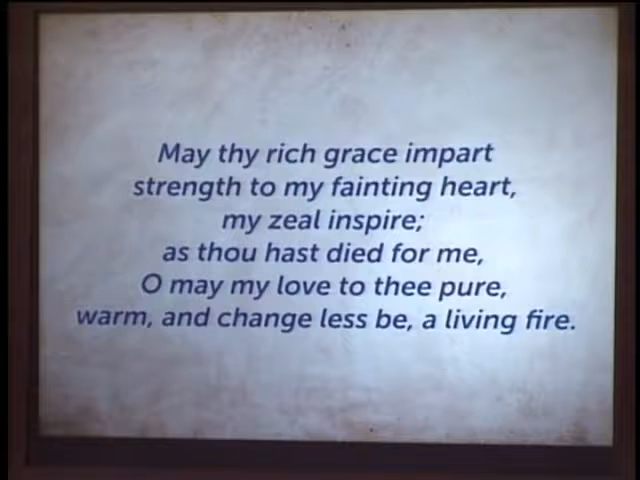 May thy rich grace impart
strength to my fainting heart,
my zeal inspire;
as thou hast died for me,
O may my love to thee pure,
warm, and change less be, a living fire.